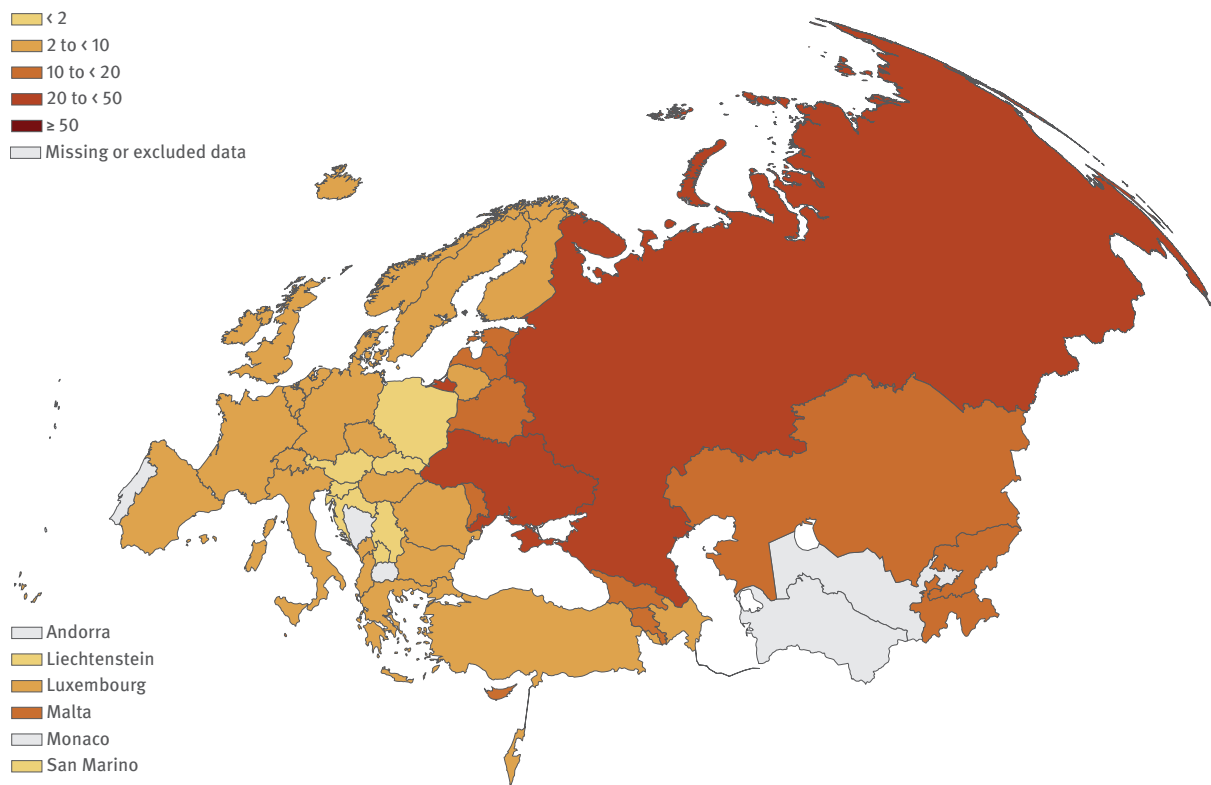 < 2
2 to < 10
10 to < 20
20 to < 50
≥ 50
Missing or excluded data
Andorra
Liechtenstein
Luxembourg
Malta
Monaco
San Marino